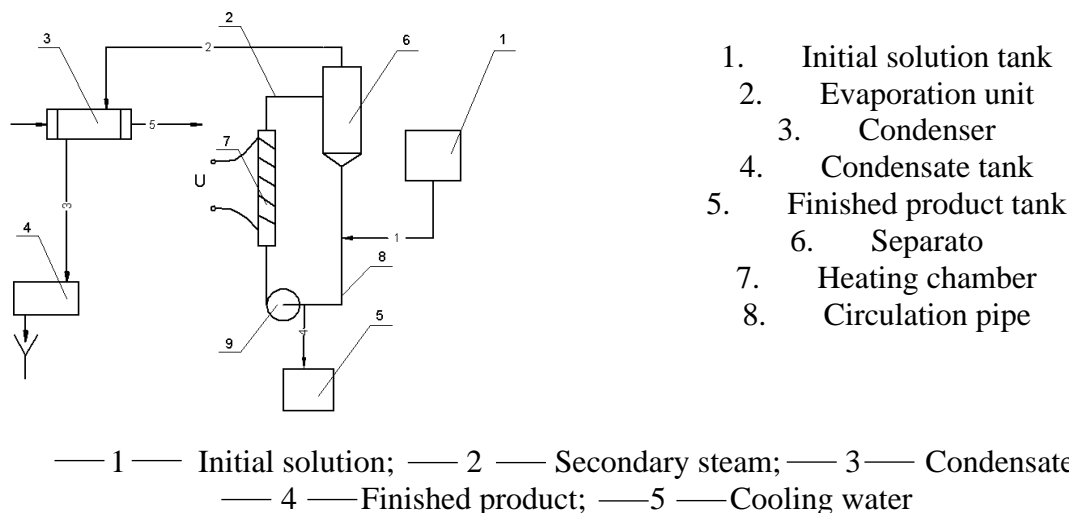 2
6
1
3
2
5
7
U
1
3
4
8
4
9
5
1. Initial solution tank
2. Evaporation unit
3. Condenser
4. Condensate tank
5. Finished product tank
6. Separato
7. Heating chamber
8. Circulation pipe
—— 1 —— Initial solution; —— 2 —— Secondary steam; —— 3 —— Condensate
—— 4 —— Finished product; ——5 ——Cooling water